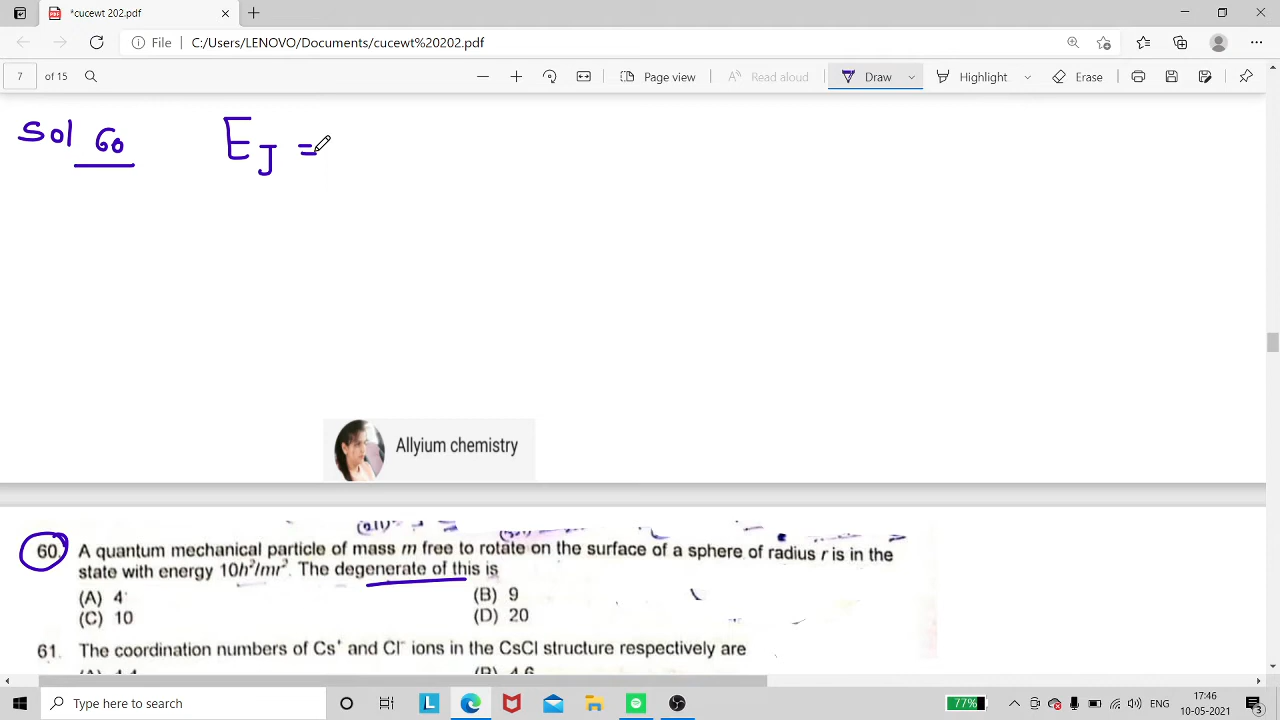 *cucewt 202.pdf
File C:/Users/LENOVO/Documents/cucewt%20202.pdf
7 of 15 Page view Read aloud Draw Highlight Erase
Sol 60 EJ =
Allyium chemistry
60. A quantum mechanical particle of mass m free to rotate on the surface of a sphere of radius r is in the
state with energy 10h²/mr². The degenerate of this is
(A) 4 (B) 9
(C) 10 (D) 20
61. The coordination numbers of Cs⁺ and Cl⁻ ions in the CsCl structure respectively are
Type here to search L 77% ENG 17:46
10-05-2021 3